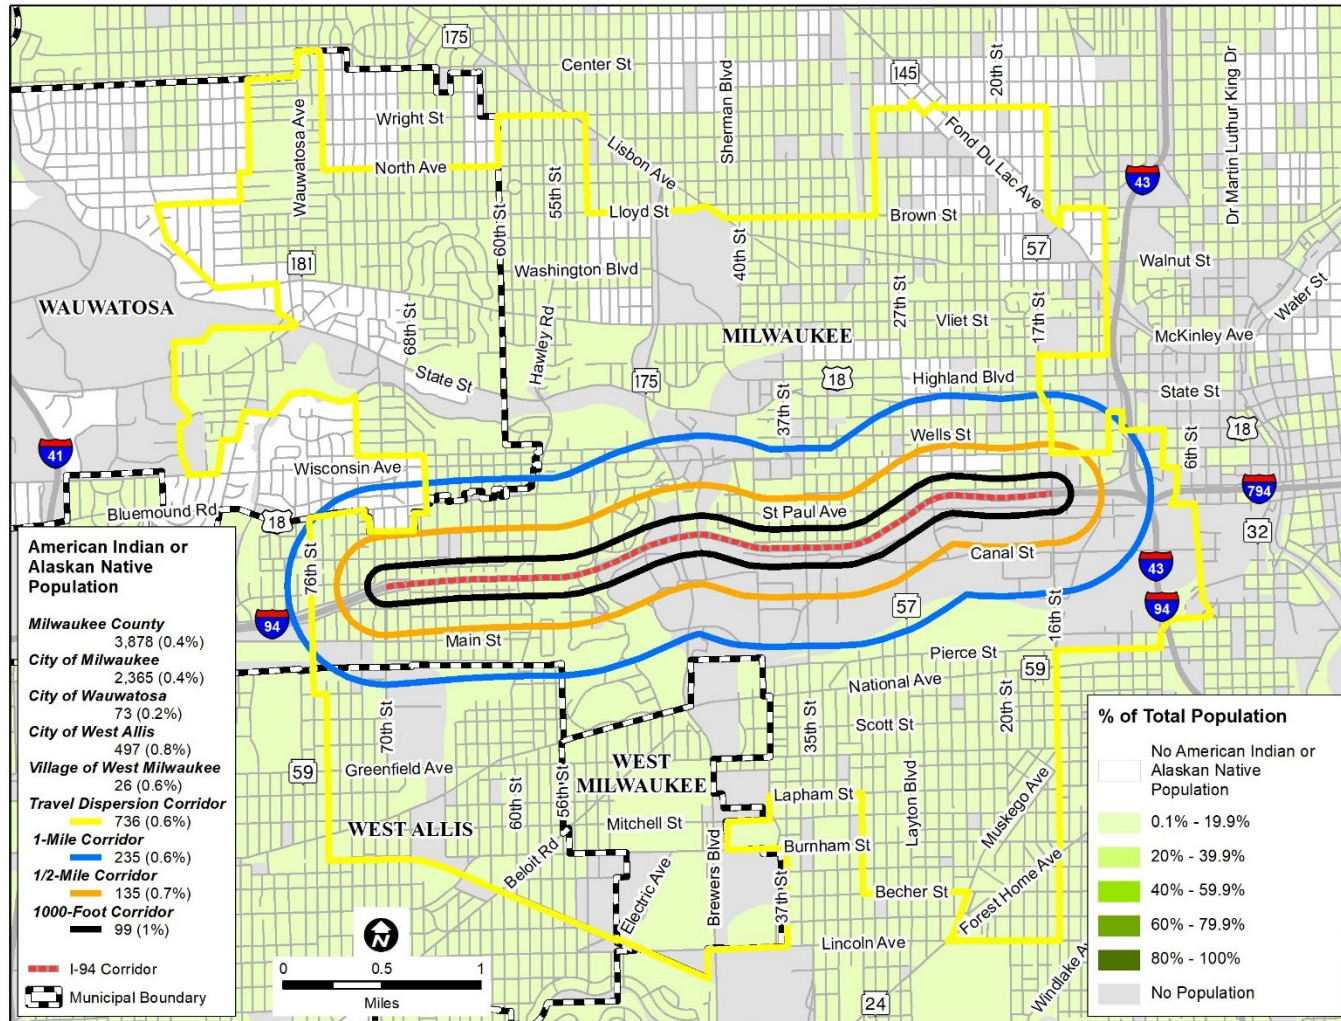 175
Center St
Sherman Blvd
145
20th St
Dr Martin Luthur King Dr
Wauwatosa Ave
Wright St
Fond Du Lac Ave
North Ave
Lisbon Ave
43
55th St
60th St
Lloyd St
Brown St
40th St
57
Walnut St
181
Washington Blvd
Water St
WAUWATOSA
68th St
Hawley Rd
27th St
Vliet St
17th St
MILWAUKEE
McKinley Ave
State St
175
18
Highland Blvd
State St
37th St
18
41
Wells St
6th St
Wisconsin Ave
794
Bluemound Rd
18
St Paul Ave
32
Canal St
76th St
43
94
57
94
16th St
Main St
Pierce St
59
National Ave
70th St
20th St
35th St
Scott St
59
Greenfield Ave
WEST
MILWAUKEE
60th St
56th St
Layton Blvd
Muskego Ave
Lapham St
Mitchell St
WEST ALLIS
Burnham St
Beloit Rd
Brewers Blvd
Becher St
Forest Home Ave
Electric Ave
37th St
Lincoln Ave
Windlake Av
24
American Indian or
Alaskan Native
Population
Milwaukee County
3,878 (0.4%)
City of Milwaukee
2,365 (0.4%)
City of Wauwatosa
73 (0.2%)
City of West Allis
497 (0.8%)
Village of West Milwaukee
26 (0.6%)
Travel Dispersion Corridor
736 (0.6%)
1-Mile Corridor
235 (0.6%)
1/2-Mile Corridor
135 (0.7%)
1000-Foot Corridor
99 (1%)
I-94 Corridor
Municipal Boundary
N
0 0.5 1
Miles
% of Total Population
No American Indian or
Alaskan Native
Population
0.1% - 19.9%
20% - 39.9%
40% - 59.9%
60% - 79.9%
80% - 100%
No Population